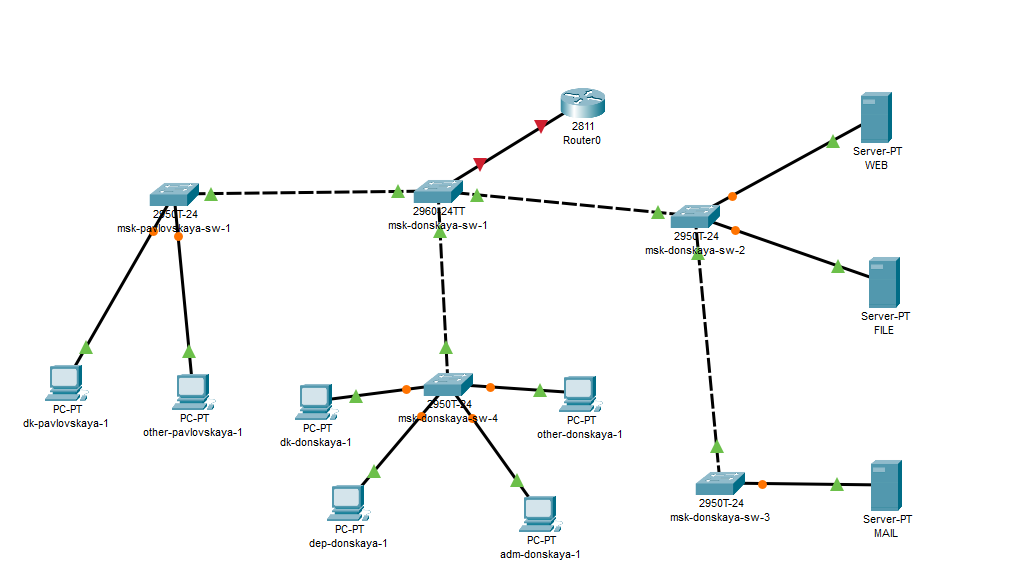 2811
Router0
Server-PT
WEB
2950T-24
msk-pavlovskaya-sw-1
2960-24TT
msk-donskaya-sw-1
2950T-24
msk-donskaya-sw-2
Server-PT
FILE
PC-PT
dk-pavlovskaya-1
PC-PT
other-pavlovskaya-1
2950T-24
msk-donskaya-sw-4
PC-PT
dk-donskaya-1
PC-PT
other-donskaya-1
PC-PT
dep-donskaya-1
PC-PT
adm-donskaya-1
2950T-24
msk-donskaya-sw-3
Server-PT
MAIL